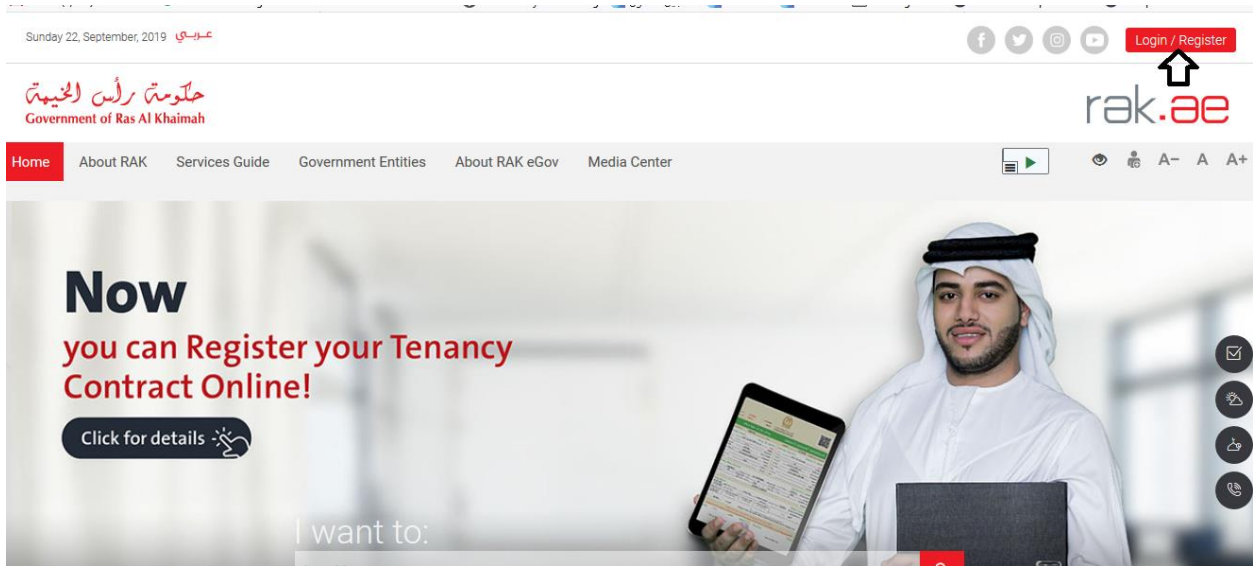 Sunday 22, September, 2019 عربي
Login / Register
حكومة رأس الخيمة
Government of Ras Al Khaimah
rak.ae
Home About RAK Services Guide Government Entities About RAK eGov Media Center
A− A A+
Now
you can Register your Tenancy
Contract Online!
Click for details
I want to: